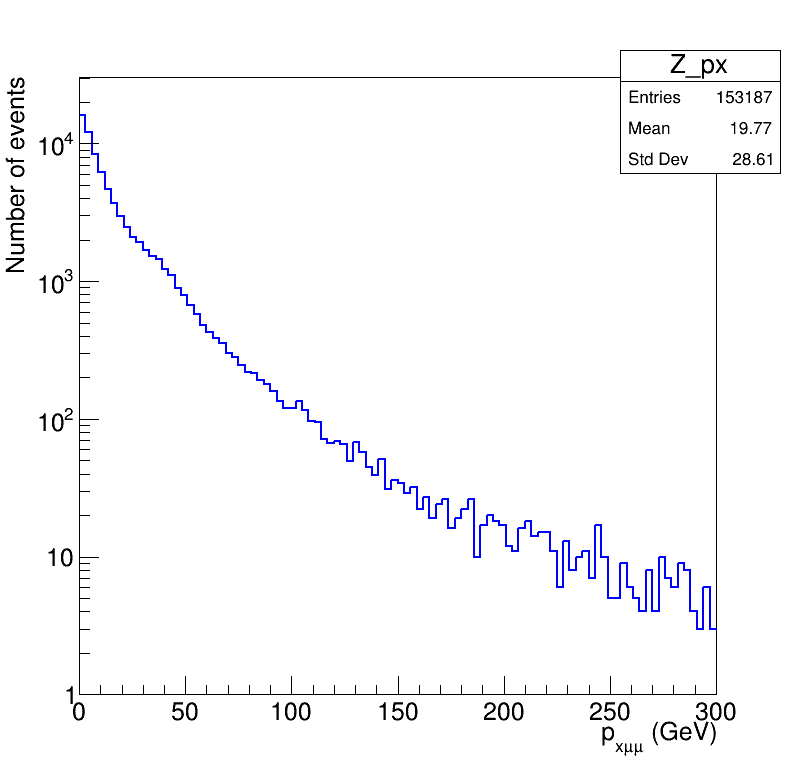 Z_px
Entries 153187
Mean 19.77
Std Dev 28.61
Number of events
10⁴
10³
10²
10
1
0 50 100 150 200 250 300
pₓμμ (GeV)